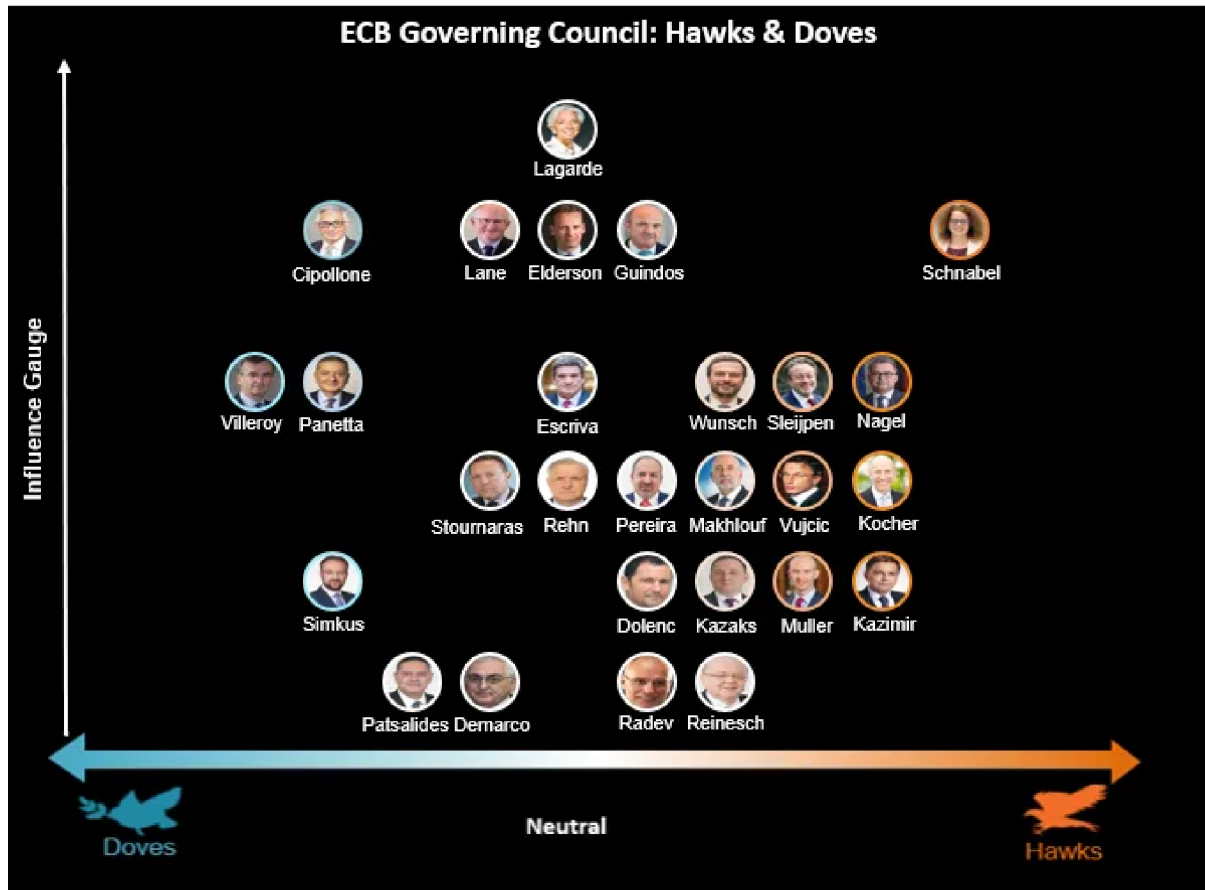 ECB Governing Council: Hawks & Doves
Lagarde
Cipollone Lane Elderson Guindos Schnabel
Influence Gauge
Villeroy Panetta Escriva Wunsch Sleijpen Nagel
Stournaras Rehn Pereira Makhlouf Vujcic Kocher
Simkus Dolenc Kazaks Muller Kazimir
Patsalides Demarco Radev Reinesch
Neutral
Doves Hawks